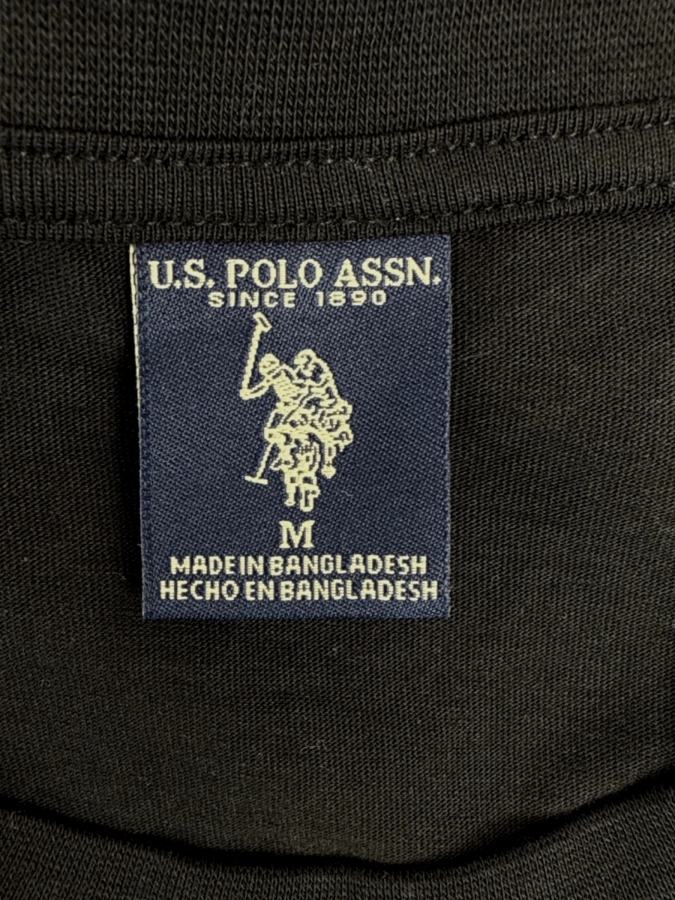 U.S. POLO ASSN.
SINCE 1890
M
MADE IN BANGLADESH
HECHO EN BANGLADESH